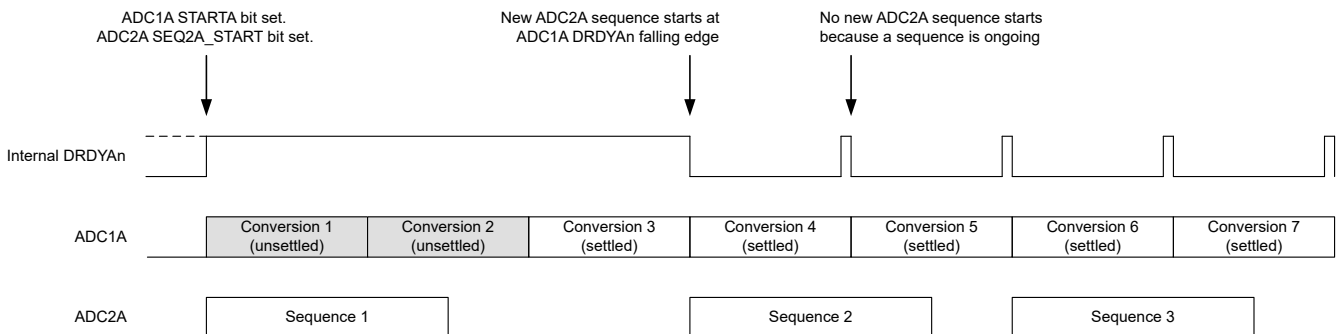 ADC1A STARTA bit set.
ADC2A SEQ2A_START bit set.
New ADC2A sequence starts at
ADC1A DRDYAn falling edge
No new ADC2A sequence starts
because a sequence is ongoing
Internal DRDYAn
ADC1A
Conversion 1
(unsettled)
Conversion 2
(unsettled)
Conversion 3
(settled)
Conversion 4
(settled)
Conversion 5
(settled)
Conversion 6
(settled)
Conversion 7
(settled)
ADC2A
Sequence 1
Sequence 2
Sequence 3